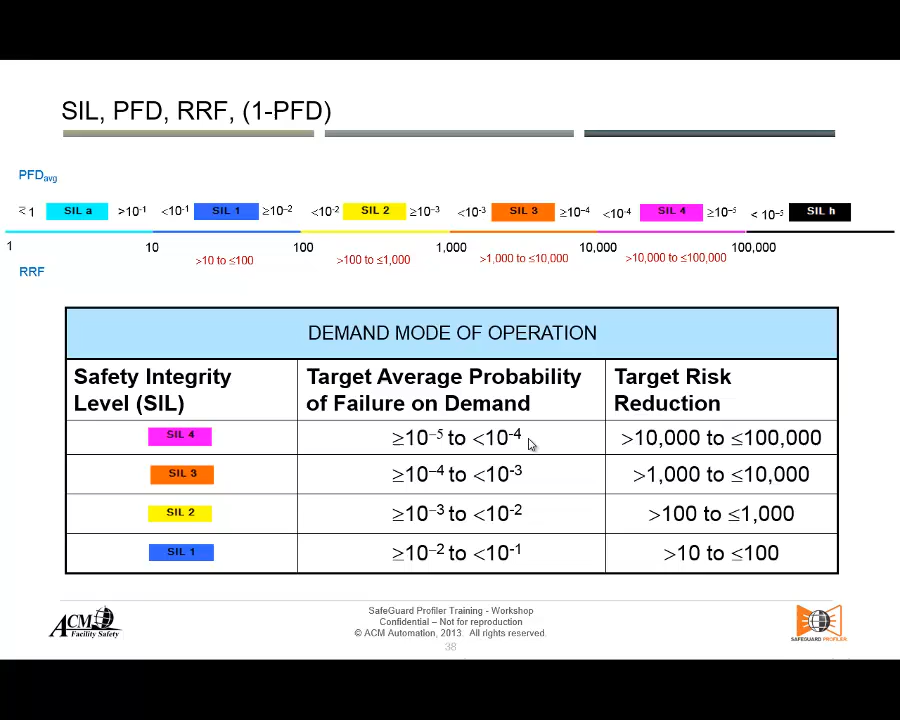 SIL, PFD, RRF, (1-PFD)
PFDavg
≂ 1 SIL a >10-1 <10-1 SIL 1 ≥10–2 <10-2 SIL 2 ≥10–3 <10-3 SIL 3 ≥10–4 <10-4 SIL 4 ≥10–5 < 10–5 SIL h
1 10 100 1,000 10,000 100,000
>10 to ≤100 >100 to ≤1,000 >1,000 to ≤10,000 >10,000 to ≤100,000
RRF
DEMAND MODE OF OPERATION
Safety Integrity Level (SIL) Target Average Probability of Failure on Demand Target Risk Reduction
SIL 4 ≥10–5 to <10-4 >10,000 to ≤100,000
SIL 3 ≥10–4 to <10-3 >1,000 to ≤10,000
SIL 2 ≥10–3 to <10-2 >100 to ≤1,000
SIL 1 ≥10–2 to <10-1 >10 to ≤100
ACM
Facility Safety
SafeGuard Profiler Training - Workshop
Confidential – Not for reproduction
© ACM Automation, 2013. All rights reserved.
38
SAFEGUARD PROFILER